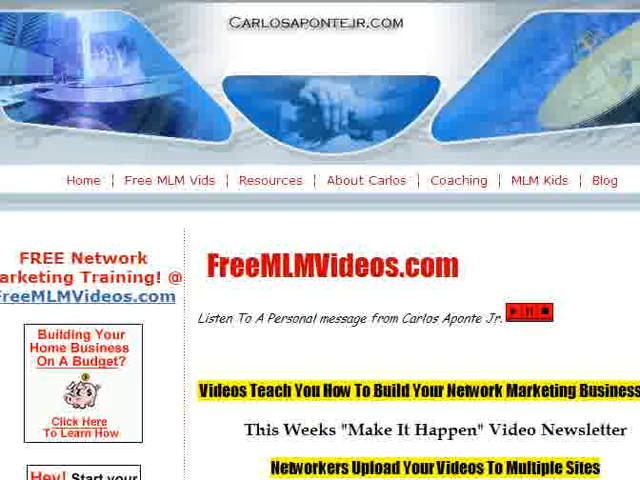 CARLOSAPONTEJR.COM
Home | Free MLM Vids | Resources | About Carlos | Coaching | MLM Kids | Blog
FREE Network
arketing Training! @
FreeMLMVideos.com
Building Your
Home Business
On A Budget?
Click Here
To Learn How
Hey! Start your
FreeMLMVideos.com
Listen To A Personal message from Carlos Aponte Jr.
Videos Teach You How To Build Your Network Marketing Business
This Weeks "Make It Happen" Video Newsletter
Networkers Upload Your Videos To Multiple Sites